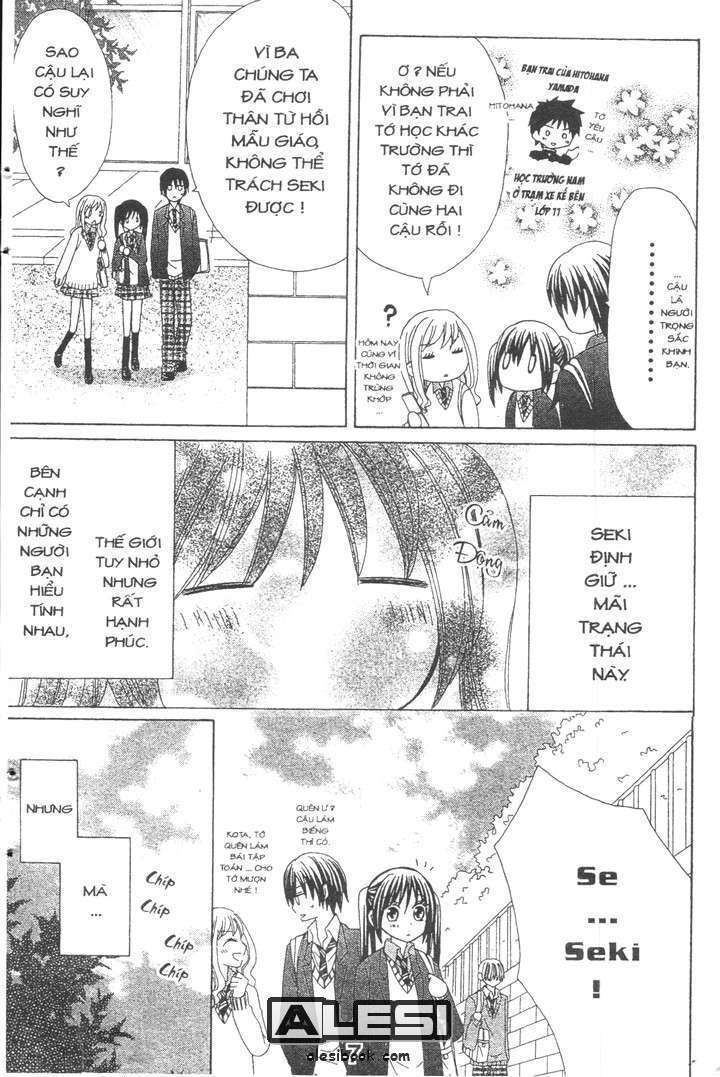 BẠN TRAI CỦA HITOHANA
YAMADA
HITOHANA
...
TỚ
YÊU
CẬU ...
HỌC TRƯỜNG NAM
Ở TRẠM XE KẾ BÊN
LỚP 11
Ơ ? NẾU
KHÔNG PHẢI
VÌ BẠN TRAI
TỚ HỌC KHÁC
TRƯỜNG THÌ
TỚ ĐÃ
KHÔNG ĐI
CÙNG HAI
CẬU RỒI !
...
CẬU LÀ
NGƯỜI
TRỌNG
SẮC
KHINH
BẠN.
?
HÔM NAY
CŨNG VÌ
THỜI GIAN
KHÔNG
TRÙNG
KHỚP
...
VÌ BA
CHÚNG TA
ĐÃ CHƠI
THÂN TỪ HỒI
MẪU GIÁO,
KHÔNG THỂ
TRÁCH SEKI
ĐƯỢC !
SAO
CẬU LẠI
CÓ SUY
NGHĨ
NHƯ
THẾ
?
SEKI
ĐỊNH
GIỮ ...
MÃI
TRẠNG
THÁI
NÀY.
Cảm
Động
THẾ GIỚI
TUY NHỎ
NHƯNG
RẤT
HẠNH
PHÚC.
BÊN
CẠNH
CHỈ CÓ
NHỮNG
NGƯỜI
BẠN
HIỂU
TÍNH
NHAU,
Se
...
Seki
!
QUÊN Ư ?
CẬU LÀM
BIẾNG
THÌ CÓ.
KOTA, TỚ
QUÊN LÀM
BÀI TẬP
TOÁN ... CHO
TỚ MƯỢN
NHÉ !
Chíp
Chíp
Chíp
Chíp
NHƯNG
MÀ
...
7
ALESI
alesibook.com